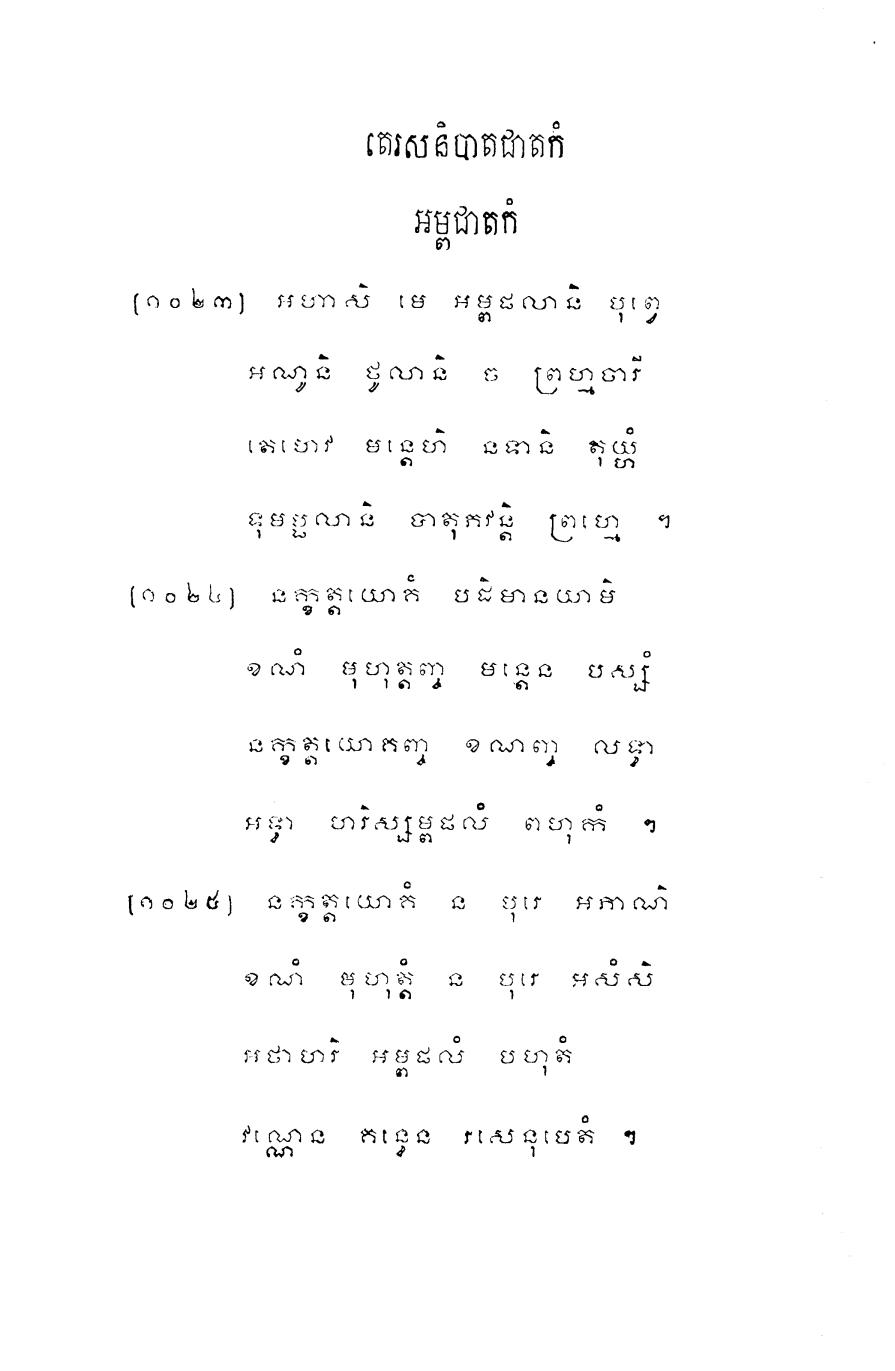 តេរសនិបាតជាតកំ
អម្ពជាតកំ
[១០២៣] អហាសិ មេ អម្ពផលានិ បុព្វេ
អណូនិ ថូលានិ ច ព្រហ្មចារី
តេហេវ មន្តេហិ នទានិ តុយ្ហំ
ទុមប្ផលានិ បាតុភវន្តិ ព្រហ្មេ ។
[១០២៤] នក្ខត្តយោគំ បដិមានយាមិ
ខណំ មុហុត្តញ្ច មន្តេន បស្សំ
នក្ខត្តយោគញ្ច ខណញ្ច លទ្ធា
អទ្ធា ហរិស្សម្ពផលំ ពហុកំ ។
[១០២៥] នក្ខត្តយោគំ ន បុរេ អភាណិ
ខណំ មុហុត្តំ ន បុរេ អសំសិ
អថាហរិ អម្ពផលំ បហុតំ
វណ្ណេន គន្ធេន រសេនុបេតំ ។